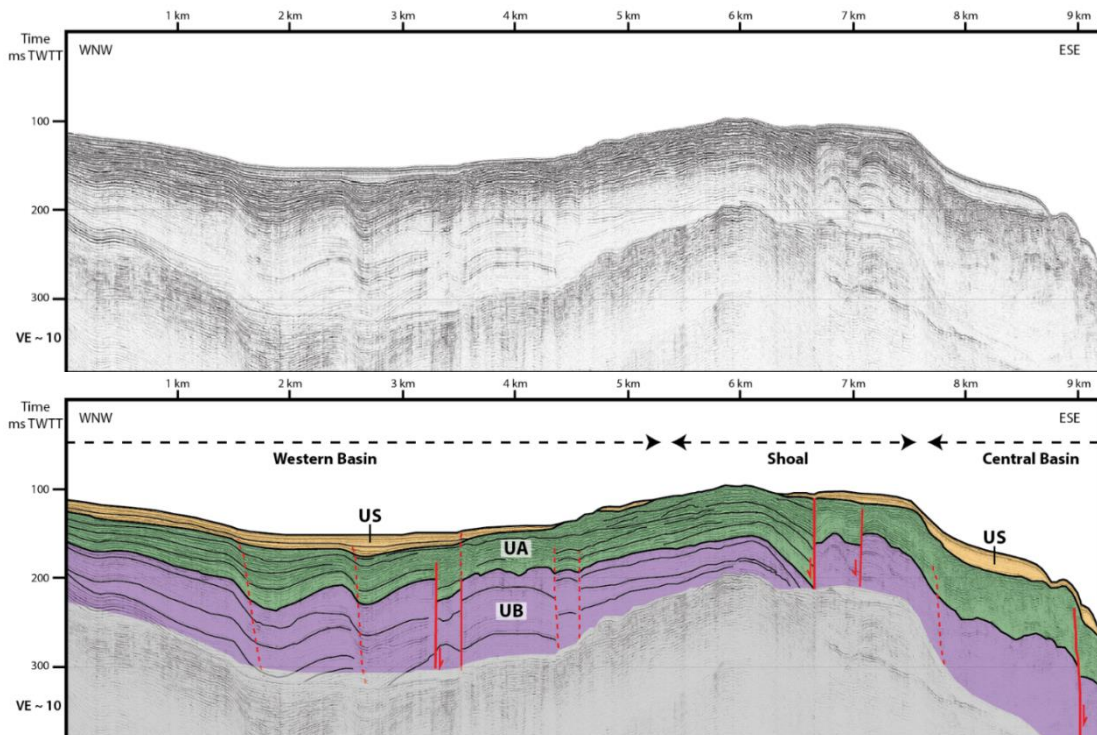 1 km 2 km 3 km 4 km 5 km 6 km 7 km 8 km 9 km
Time
ms TWTT
WNW ESE
100
200
300
VE ~ 10
1 km 2 km 3 km 4 km 5 km 6 km 7 km 8 km 9 km
Time
ms TWTT
WNW ESE
Western Basin Shoal Central Basin
100
US
US
UA
200
UB
300
VE ~ 10